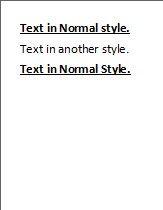 Text in Normal style.
Text in another style.
Text in Normal Style.